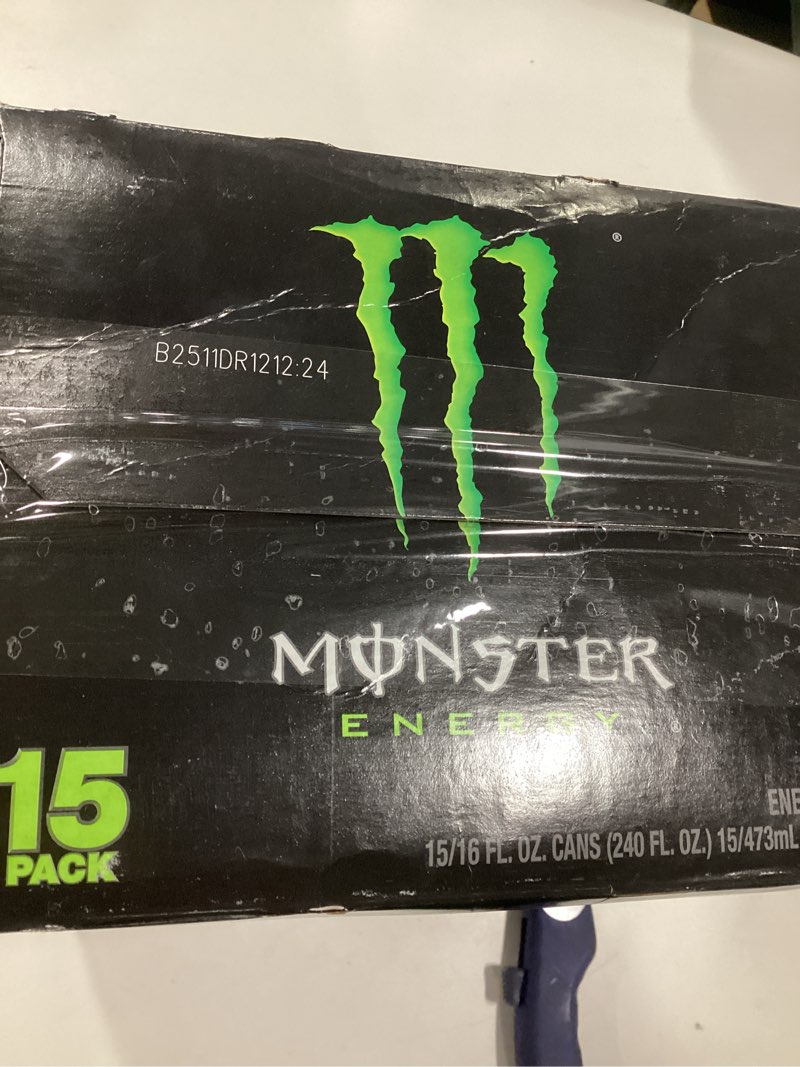 ®
B2511DR1212:24
MONSTER
ENERGY
15
PACK
ENE
15/16 FL. OZ. CANS (240 FL. OZ.) 15/473mL